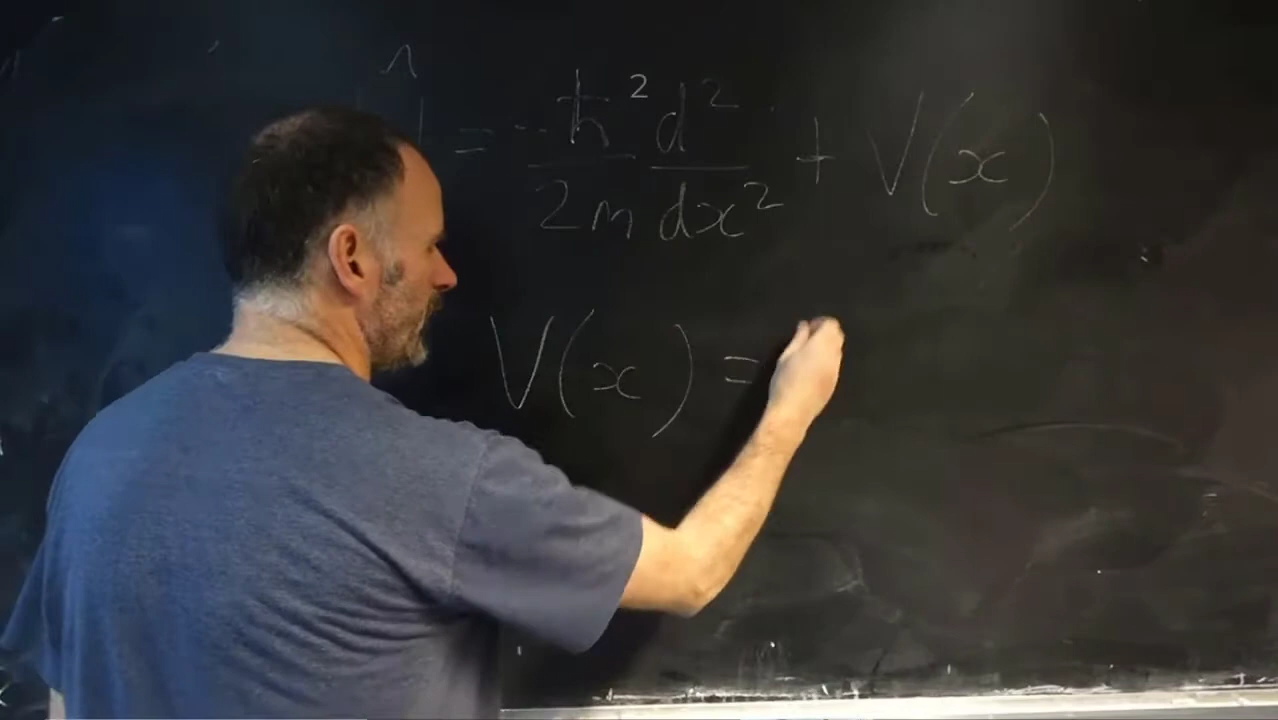 Ĥ = -ħ²/2m d²/dx² + V(x)
V(x) =